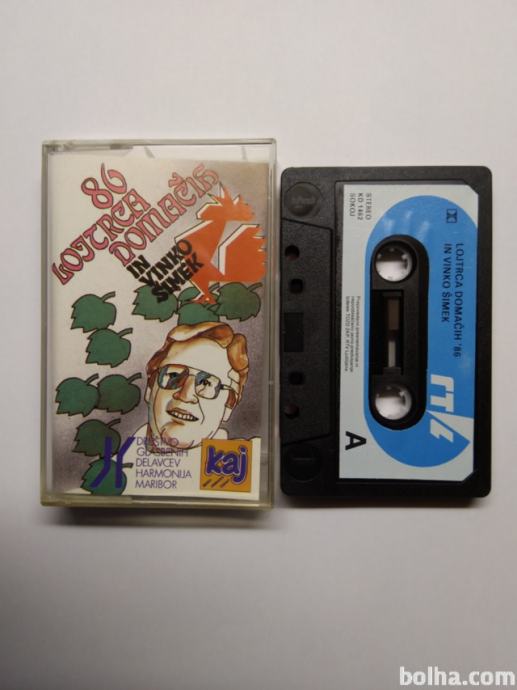 86
LOJTRCA
DOMAČIH
IN
VINKO
ŠIMEK
DRUŠTVO
GLASBENIH
DELAVCEV
HARMONIJA
MARIBOR
kaj
STEREO
KD 1462
SOKOJ
LOJTRCA DOMAČIH '86
IN VINKO ŠIMEK
A
bolha.com